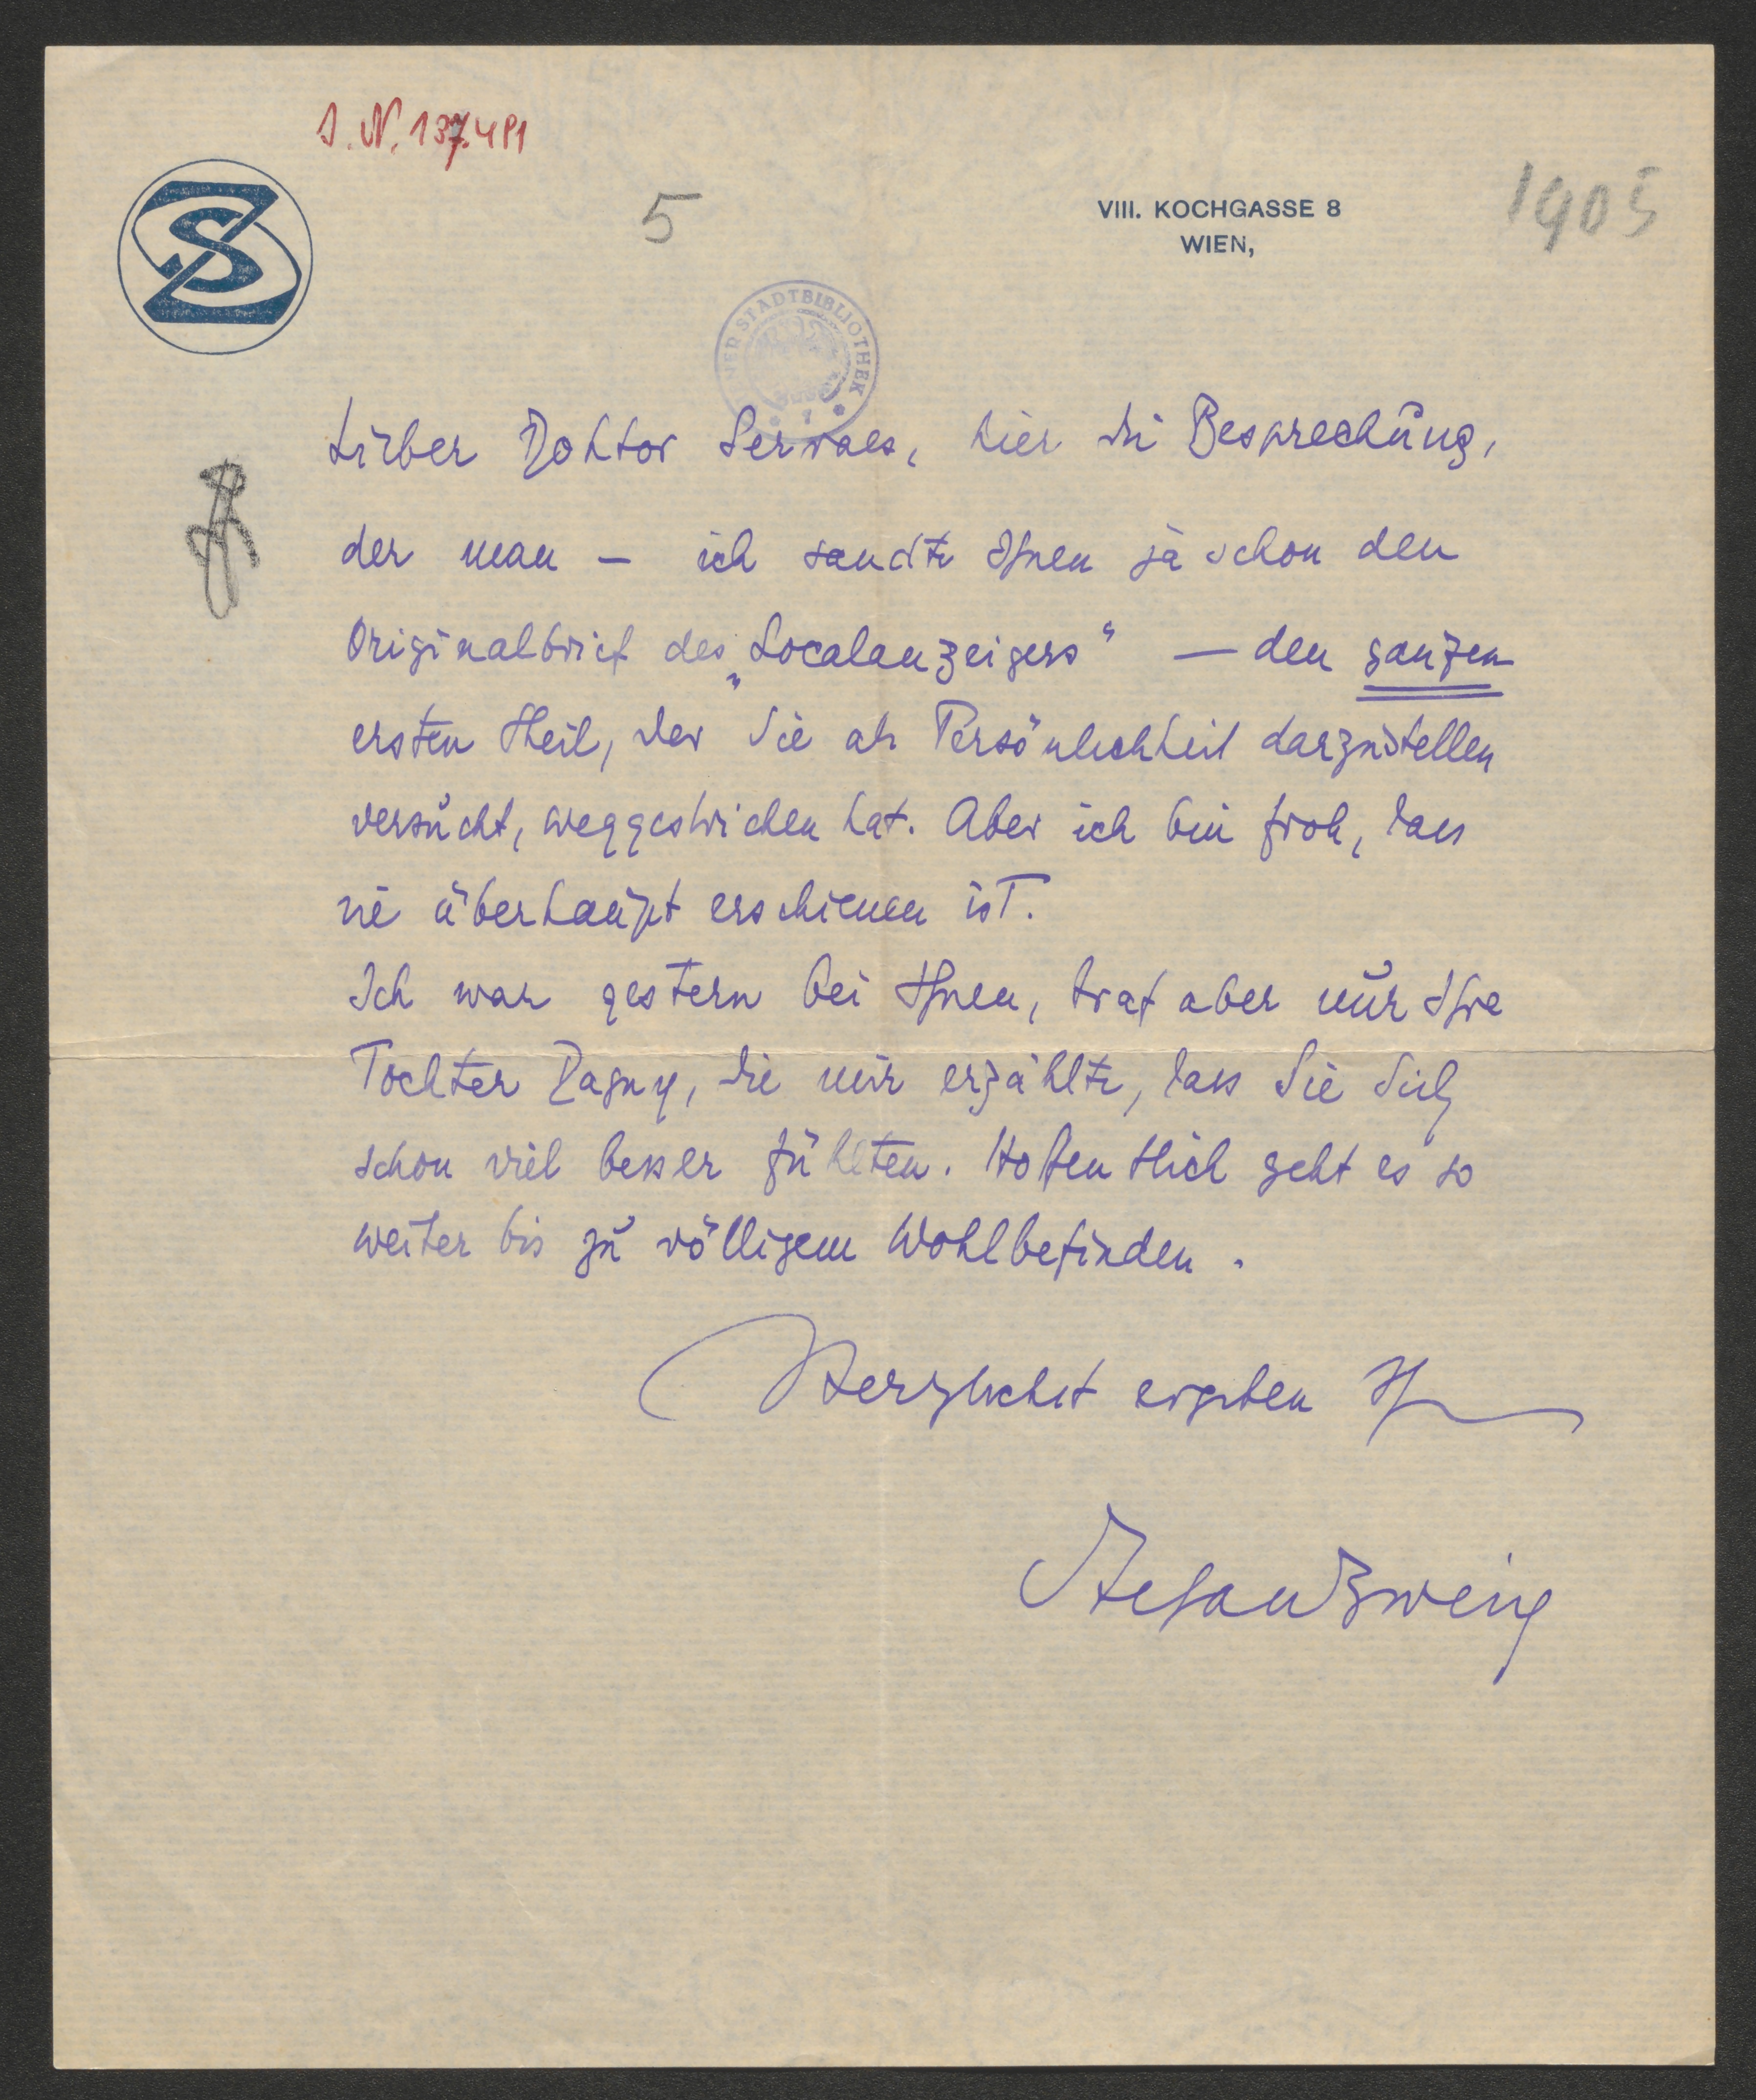 I. N. 137.481
SZ
5
VIII. KOCHGASSE 8
WIEN,
1905
STADTBIBLIOTHEK
Lieber Doktor Servaes, hier die Besprechung,
der man – ich sandte Ihnen ja schon den
Originalbrief des „Localanzeigers“ – den ganzen
ersten Theil, der Sie als Persönlichkeit darzustellen
versucht, weggestrichen hat. Aber ich bin froh, dass
sie überhaupt erschienen ist.
Ich war gestern bei Ihnen, traf aber nur Ihre
Tochter Dagny, die mir erzählte, dass Sie Sich
schon viel besser fühlten. Hoffentlich geht es so
weiter bis zu völligem Wohlbefinden.
Herzlichst ergeben Ihr
Stefan Zweig